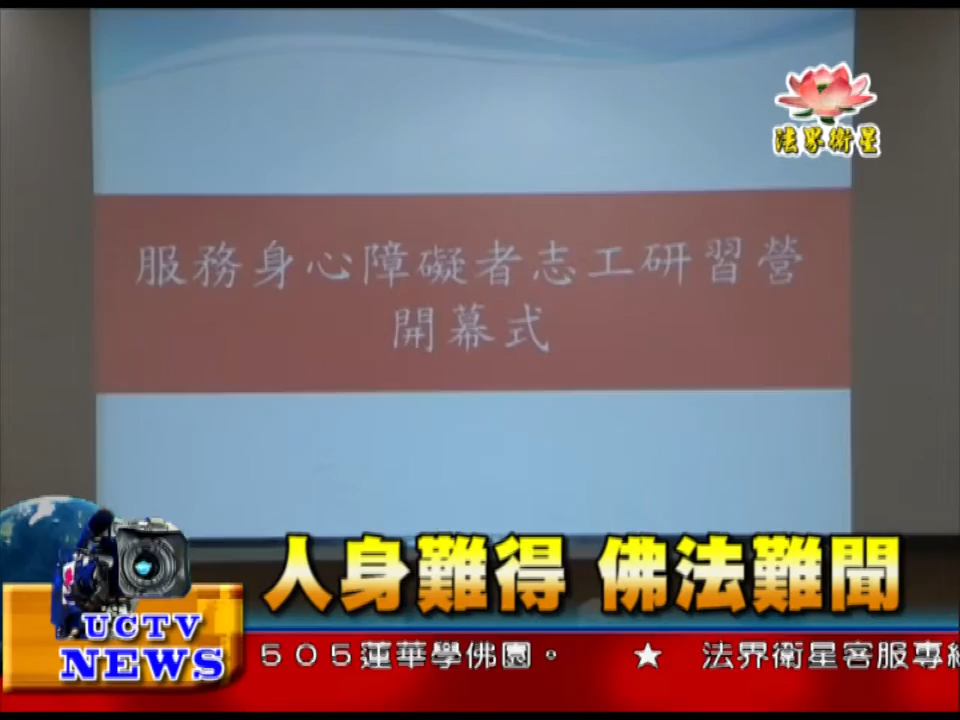 法界衛星
服務身心障礙者志工研習營
開幕式
人身難得 佛法難聞
UCTV
NEWS
５０５蓮華學佛園。 ★ 法界衛星客服專